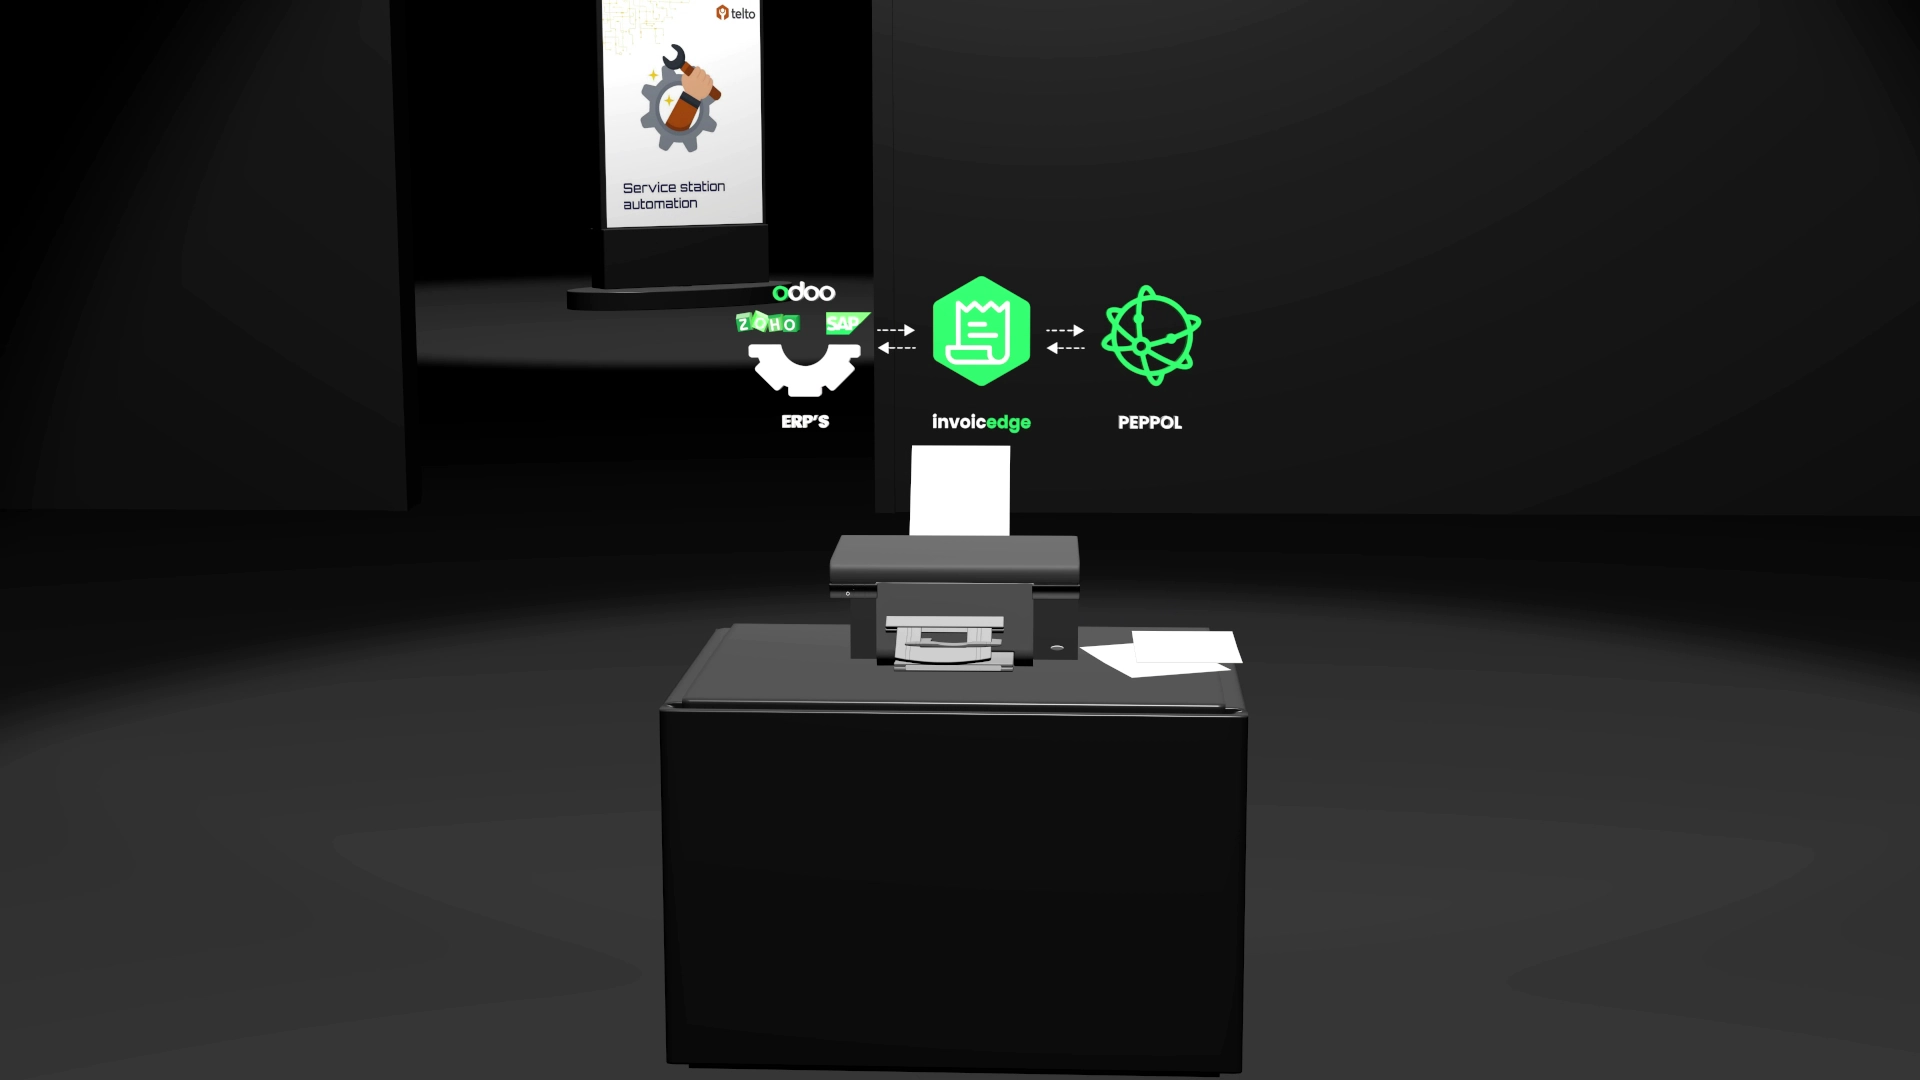 telto
Service station
automation
odoo
ZOHO
SAP
ERP'S
invoicedge
PEPPOL